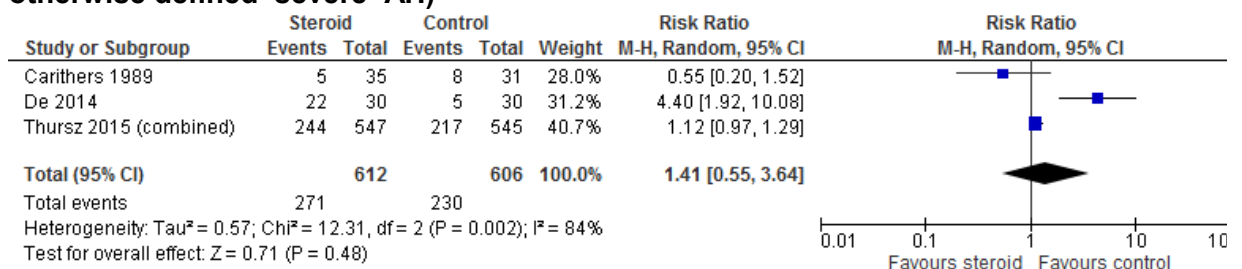 otherwise defined 'severe' AH)
Steroid Control Risk Ratio Risk Ratio
Study or Subgroup Events Total Events Total Weight M-H, Random, 95% CI M-H, Random, 95% CI
Carithers 1989 5 35 8 31 28.0% 0.55 [0.20, 1.52]
De 2014 22 30 5 30 31.2% 4.40 [1.92, 10.08]
Thursz 2015 (combined) 244 547 217 545 40.7% 1.12 [0.97, 1.29]
Total (95% CI) 612 606 100.0% 1.41 [0.55, 3.64]
Total events 271 230
Heterogeneity: Tau² = 0.57; Chi² = 12.31, df = 2 (P = 0.002); I² = 84%
Test for overall effect: Z = 0.71 (P = 0.48)
0.01 0.1 1 10 10
Favours steroid Favours control